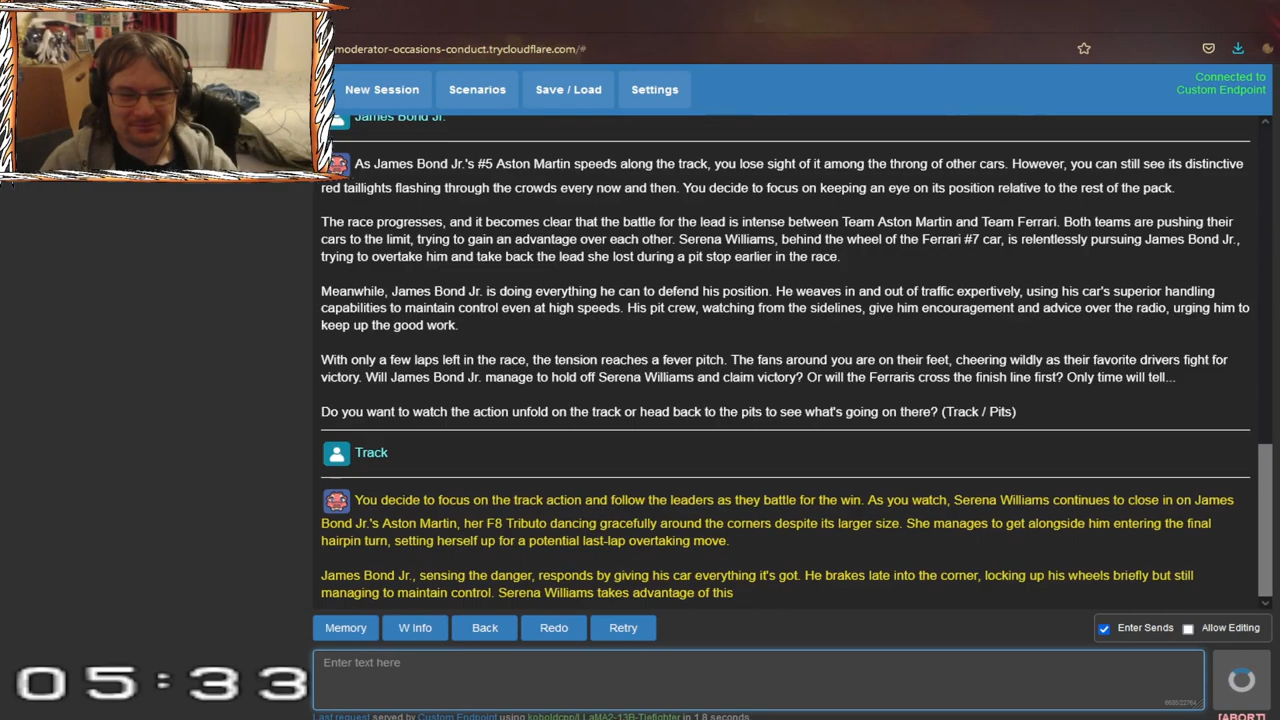 moderator-occasions-conduct.trycloudflare.com/#
New Session
Scenarios
Save / Load
Settings
Connected to
Custom Endpoint
James Bond Jr.
As James Bond Jr.'s #5 Aston Martin speeds along the track, you lose sight of it among the throng of other cars. However, you can still see its distinctive
red taillights flashing through the crowds every now and then. You decide to focus on keeping an eye on its position relative to the rest of the pack.
The race progresses, and it becomes clear that the battle for the lead is intense between Team Aston Martin and Team Ferrari. Both teams are pushing their
cars to the limit, trying to gain an advantage over each other. Serena Williams, behind the wheel of the Ferrari #7 car, is relentlessly pursuing James Bond Jr.,
trying to overtake him and take back the lead she lost during a pit stop earlier in the race.
Meanwhile, James Bond Jr. is doing everything he can to defend his position. He weaves in and out of traffic expertively, using his car's superior handling
capabilities to maintain control even at high speeds. His pit crew, watching from the sidelines, give him encouragement and advice over the radio, urging him to
keep up the good work.
With only a few laps left in the race, the tension reaches a fever pitch. The fans around you are on their feet, cheering wildly as their favorite drivers fight for
victory. Will James Bond Jr. manage to hold off Serena Williams and claim victory? Or will the Ferraris cross the finish line first? Only time will tell...
Do you want to watch the action unfold on the track or head back to the pits to see what's going on there? (Track / Pits)
Track
You decide to focus on the track action and follow the leaders as they battle for the win. As you watch, Serena Williams continues to close in on James
Bond Jr.'s Aston Martin, her F8 Tributo dancing gracefully around the corners despite its larger size. She manages to get alongside him entering the final
hairpin turn, setting herself up for a potential last-lap overtaking move.
James Bond Jr., sensing the danger, responds by giving his car everything it's got. He brakes late into the corner, locking up his wheels briefly but still
managing to maintain control. Serena Williams takes advantage of this
Memory
W Info
Back
Redo
Retry
Enter Sends
Allow Editing
Enter text here
05:33
Last request served by Custom Endpoint using koboldcpp/LLaMA2-13B-Tiefighter in 1.8 seconds
[ABORT]